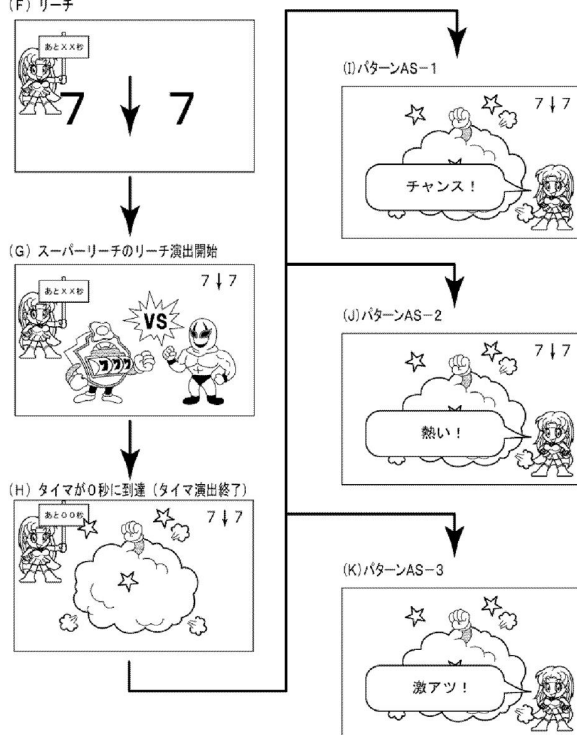 (F) リーチ
あとXX秒
7 ↓ 7
(G) スーパーリーチのリーチ演出開始
あとXX秒
7↓7
VS
777
(H) タイマが0秒に到達 (タイマ演出終了)
あと00秒
7↓7
(I)パターンAS-1
7↓7
チャンス!
(J)パターンAS-2
7↓7
熱い!
(K)パターンAS-3
7↓7
激アツ!